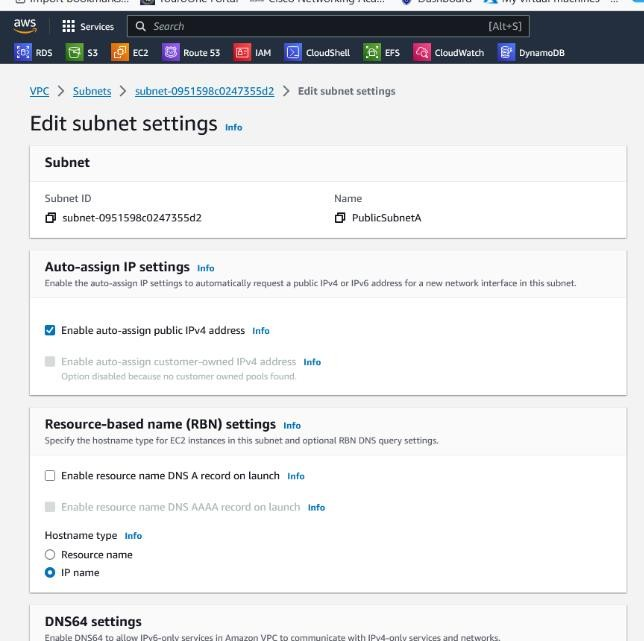 Dashboard
aws
Services
Search
[Alt+S]
RDS
S3
EC2
Route 53
IAM
CloudShell
EFS
CloudWatch
DynamoDB
VPC > Subnets > subnet-0951598c0247355d2 > Edit subnet settings
Edit subnet settings Info
Subnet
Subnet ID
Name
subnet-0951598c0247355d2
PublicSubnetA
Auto-assign IP settings Info
Enable the auto-assign IP settings to automatically request a public IPv4 or IPv6 address for a new network interface in this subnet.
Enable auto-assign public IPv4 address Info
Enable auto-assign customer-owned IPv4 address Info
Option disabled because no customer owned pools found.
Resource-based name (RBN) settings Info
Specify the hostname type for EC2 instances in this subnet and optional RBN DNS query settings.
Enable resource name DNS A record on launch Info
Enable resource name DNS AAAA record on launch Info
Hostname type Info
Resource name
IP name
DNS64 settings
Enable DNS64 to allow IPv6-only services in Amazon VPC to communicate with IPv4-only services and networks.